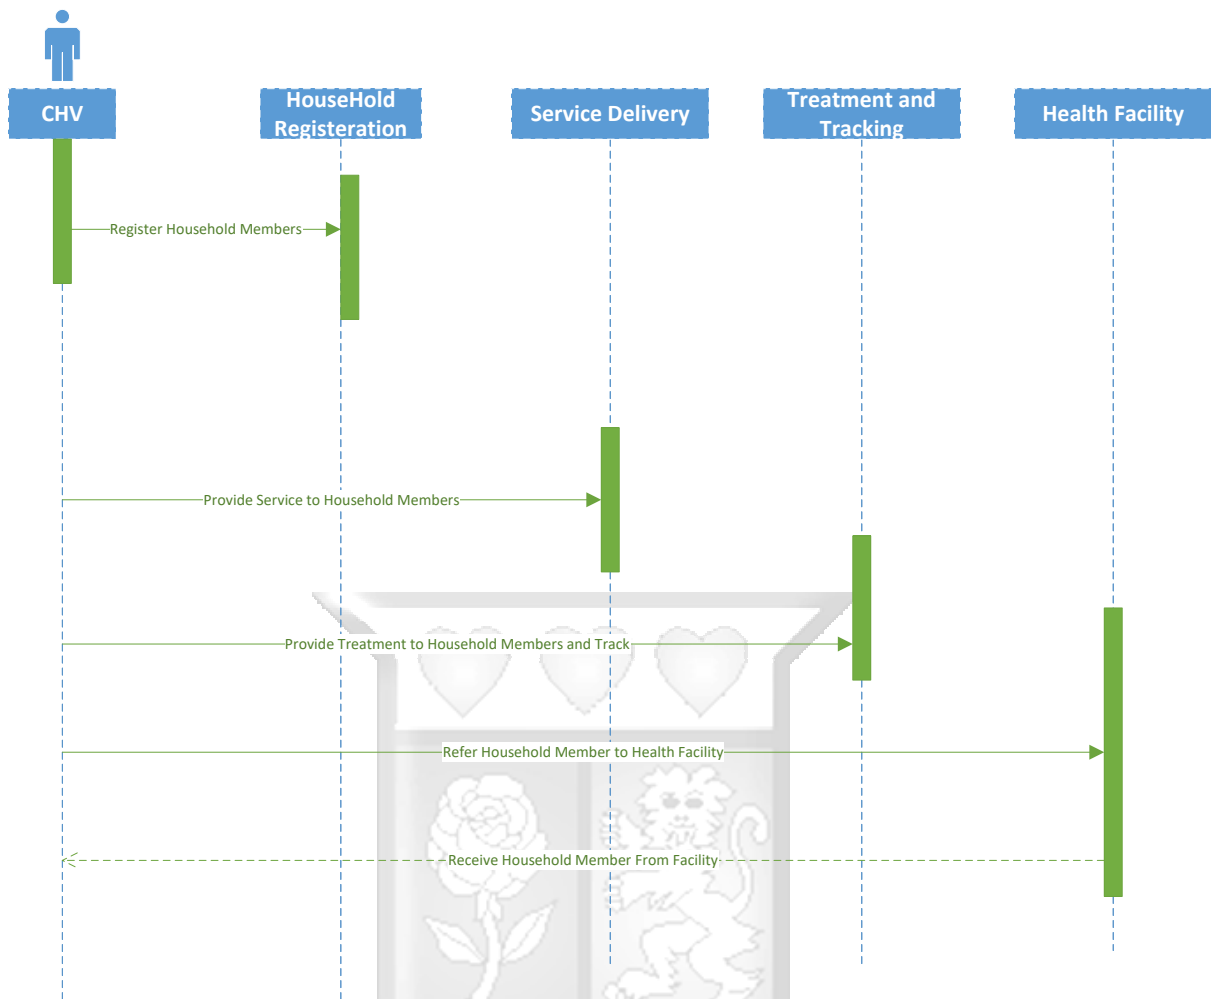 CHV
HouseHold
Registeration
Service Delivery
Treatment and
Tracking
Health Facility
Register Household Members
Provide Service to Household Members
Provide Treatment to Household Members and Track
Refer Household Member to Health Facility
Receive Household Member From Facility